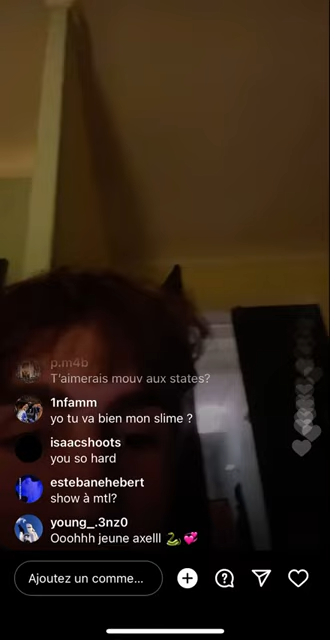 p.m4b
T'aimerais mouv aux states?
1nfamm
yo tu va bien mon slime ?
isaacshoots
you so hard
estebanehebert
show à mtl?
young_.3nz0
Ooohhh jeune axelll 🐍💞
Ajoutez un comme...